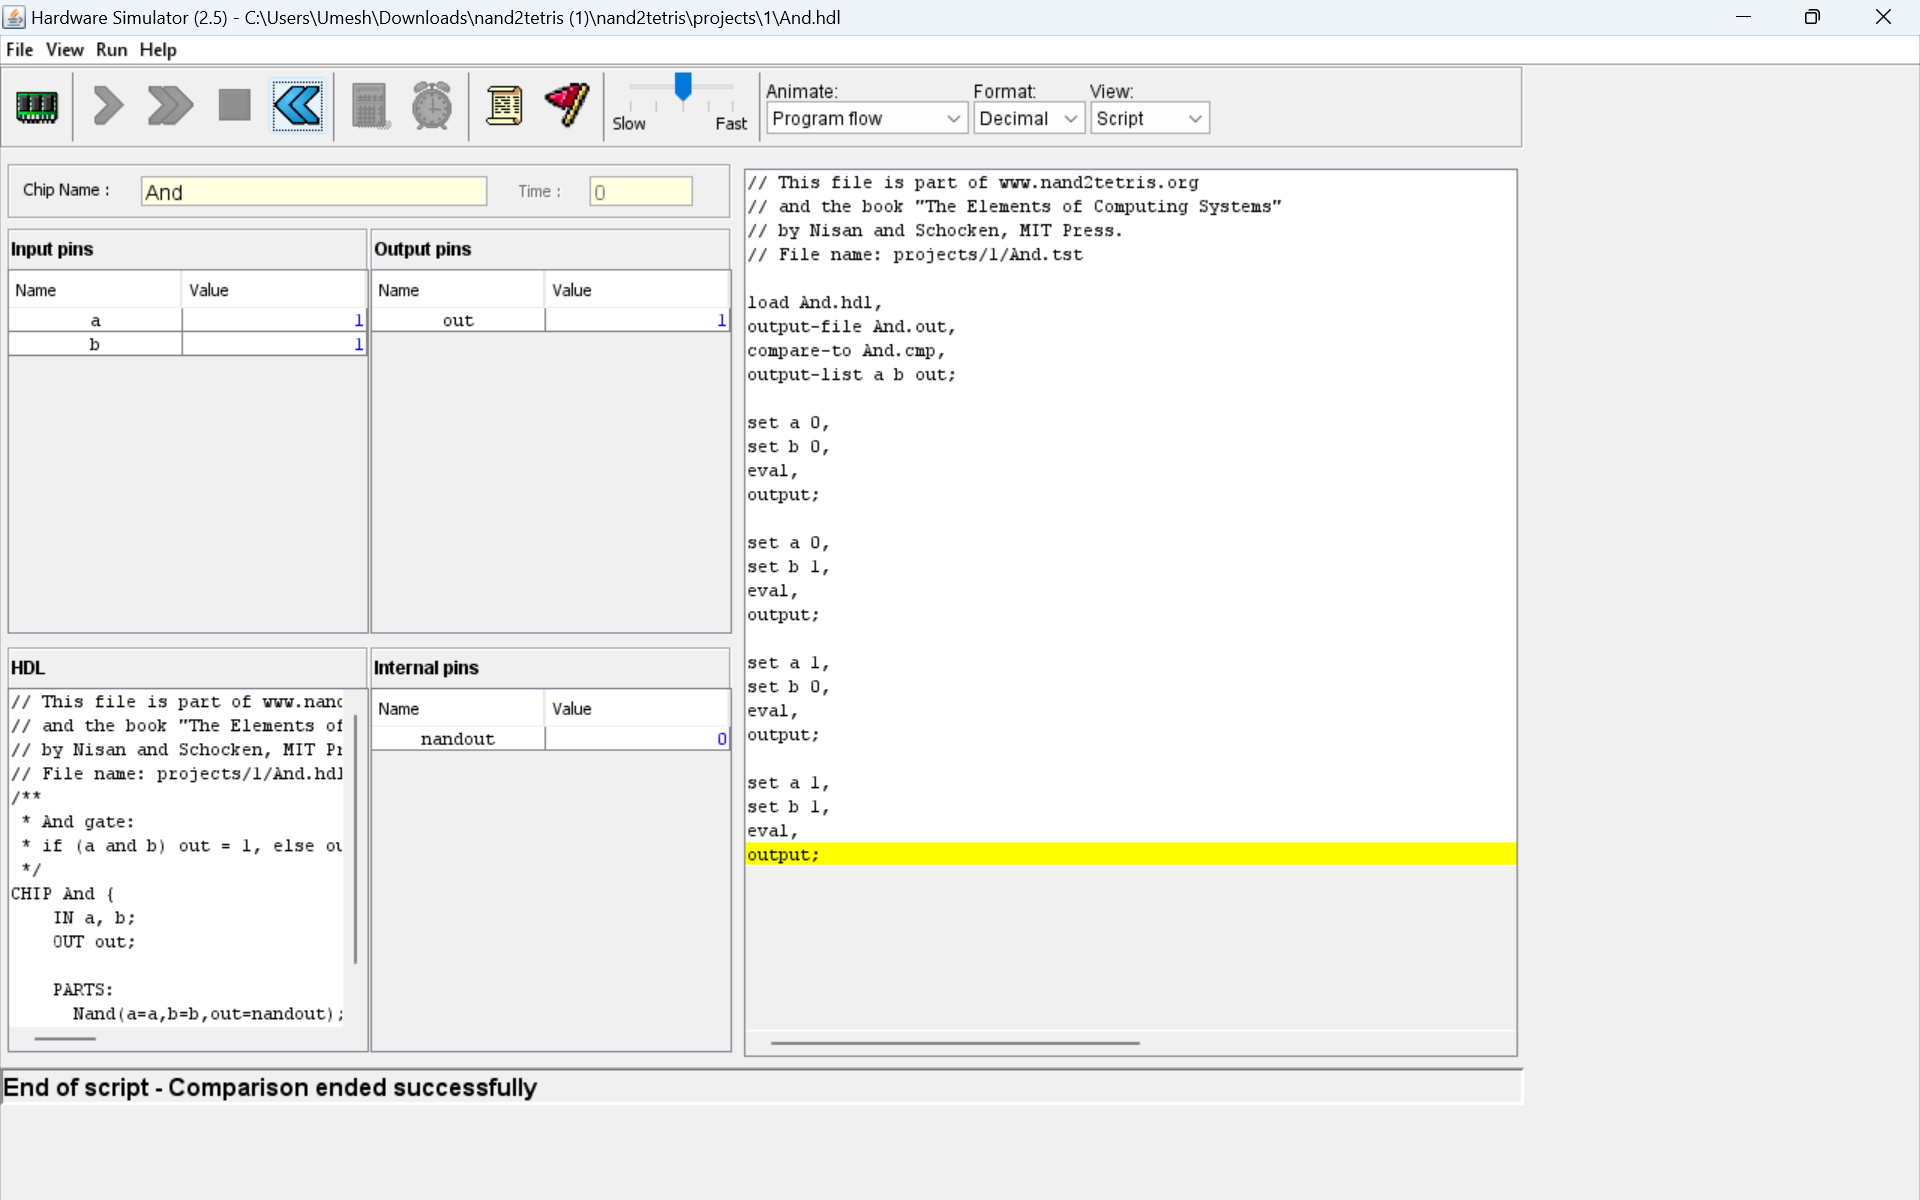 Hardware Simulator (2.5) - C:\Users\Umesh\Downloads\nand2tetris (1)\nand2tetris\projects\1\And.hdl
File View Run Help
Slow Fast
Animate: Format: View:
Program flow Decimal Script
Chip Name : And Time : 0
Input pins
Name Value
a 1
b 1
Output pins
Name Value
out 1
HDL
// This file is part of www.nanc
// and the book "The Elements of
// by Nisan and Schocken, MIT Pr
// File name: projects/1/And.hdl
/**
* And gate:
* if (a and b) out = 1, else ou
*/
CHIP And {
IN a, b;
OUT out;
PARTS:
Nand(a=a,b=b,out=nandout);
Internal pins
Name Value
nandout 0
// This file is part of www.nand2tetris.org
// and the book "The Elements of Computing Systems"
// by Nisan and Schocken, MIT Press.
// File name: projects/1/And.tst
load And.hdl,
output-file And.out,
compare-to And.cmp,
output-list a b out;
set a 0,
set b 0,
eval,
output;
set a 0,
set b 1,
eval,
output;
set a 1,
set b 0,
eval,
output;
set a 1,
set b 1,
eval,
output;
End of script - Comparison ended successfully